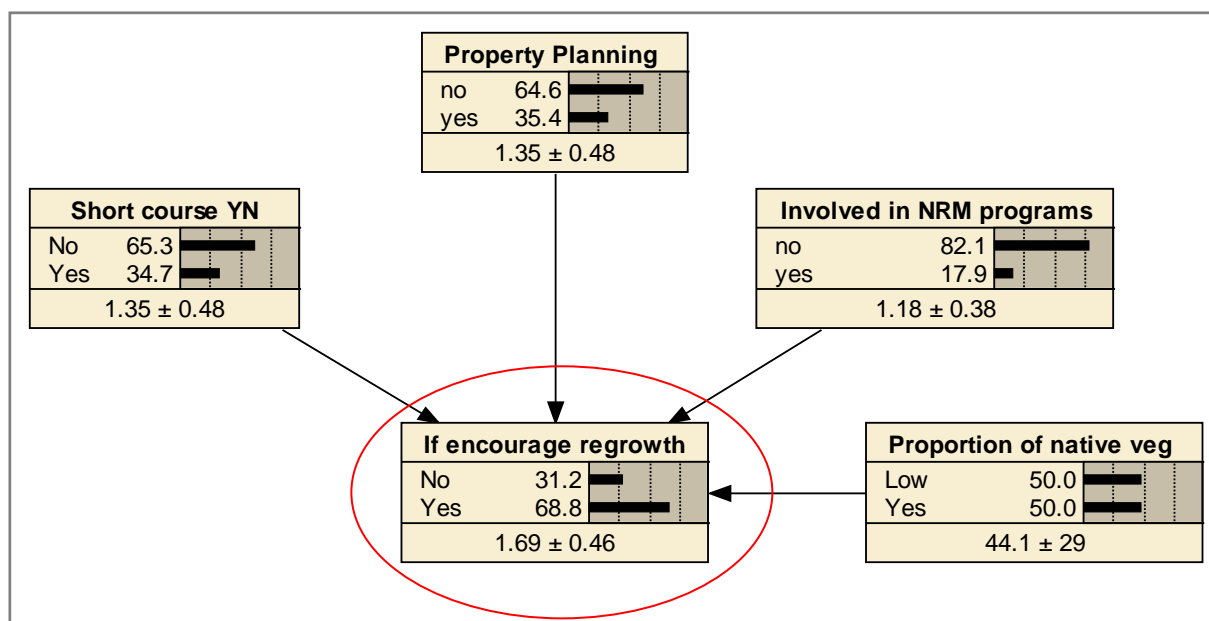 Property Planning
no 64.6
yes 35.4
1.35 ± 0.48
Short course YN
No 65.3
Yes 34.7
1.35 ± 0.48
Involved in NRM programs
no 82.1
yes 17.9
1.18 ± 0.38
If encourage regrowth
No 31.2
Yes 68.8
1.69 ± 0.46
Proportion of native veg
Low 50.0
Yes 50.0
44.1 ± 29